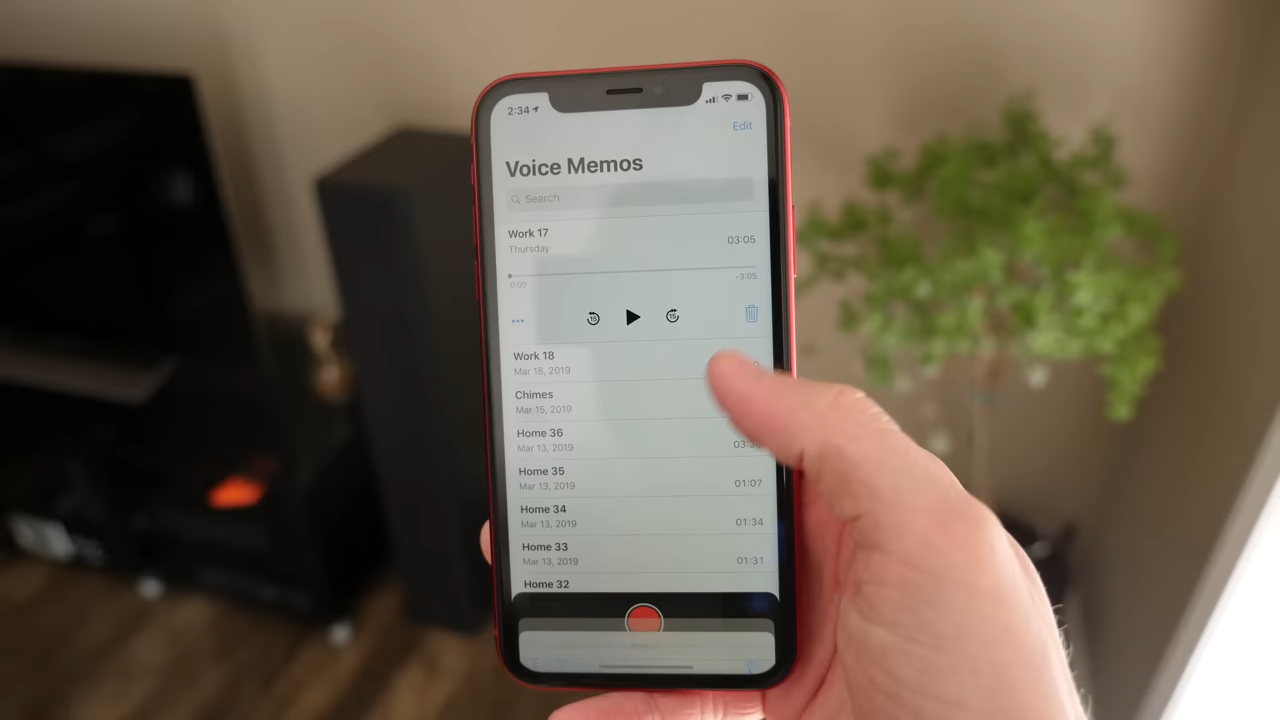 2:34
Edit
Voice Memos
Search
Work 17
Thursday
03:05
0:00
−3:05
15
15
Work 18
Mar 18, 2019
Chimes
Mar 15, 2019
Home 36
Mar 13, 2019
Home 35
Mar 13, 2019
01:07
Home 34
Mar 13, 2019
01:34
Home 33
Mar 13, 2019
01:31
Home 32